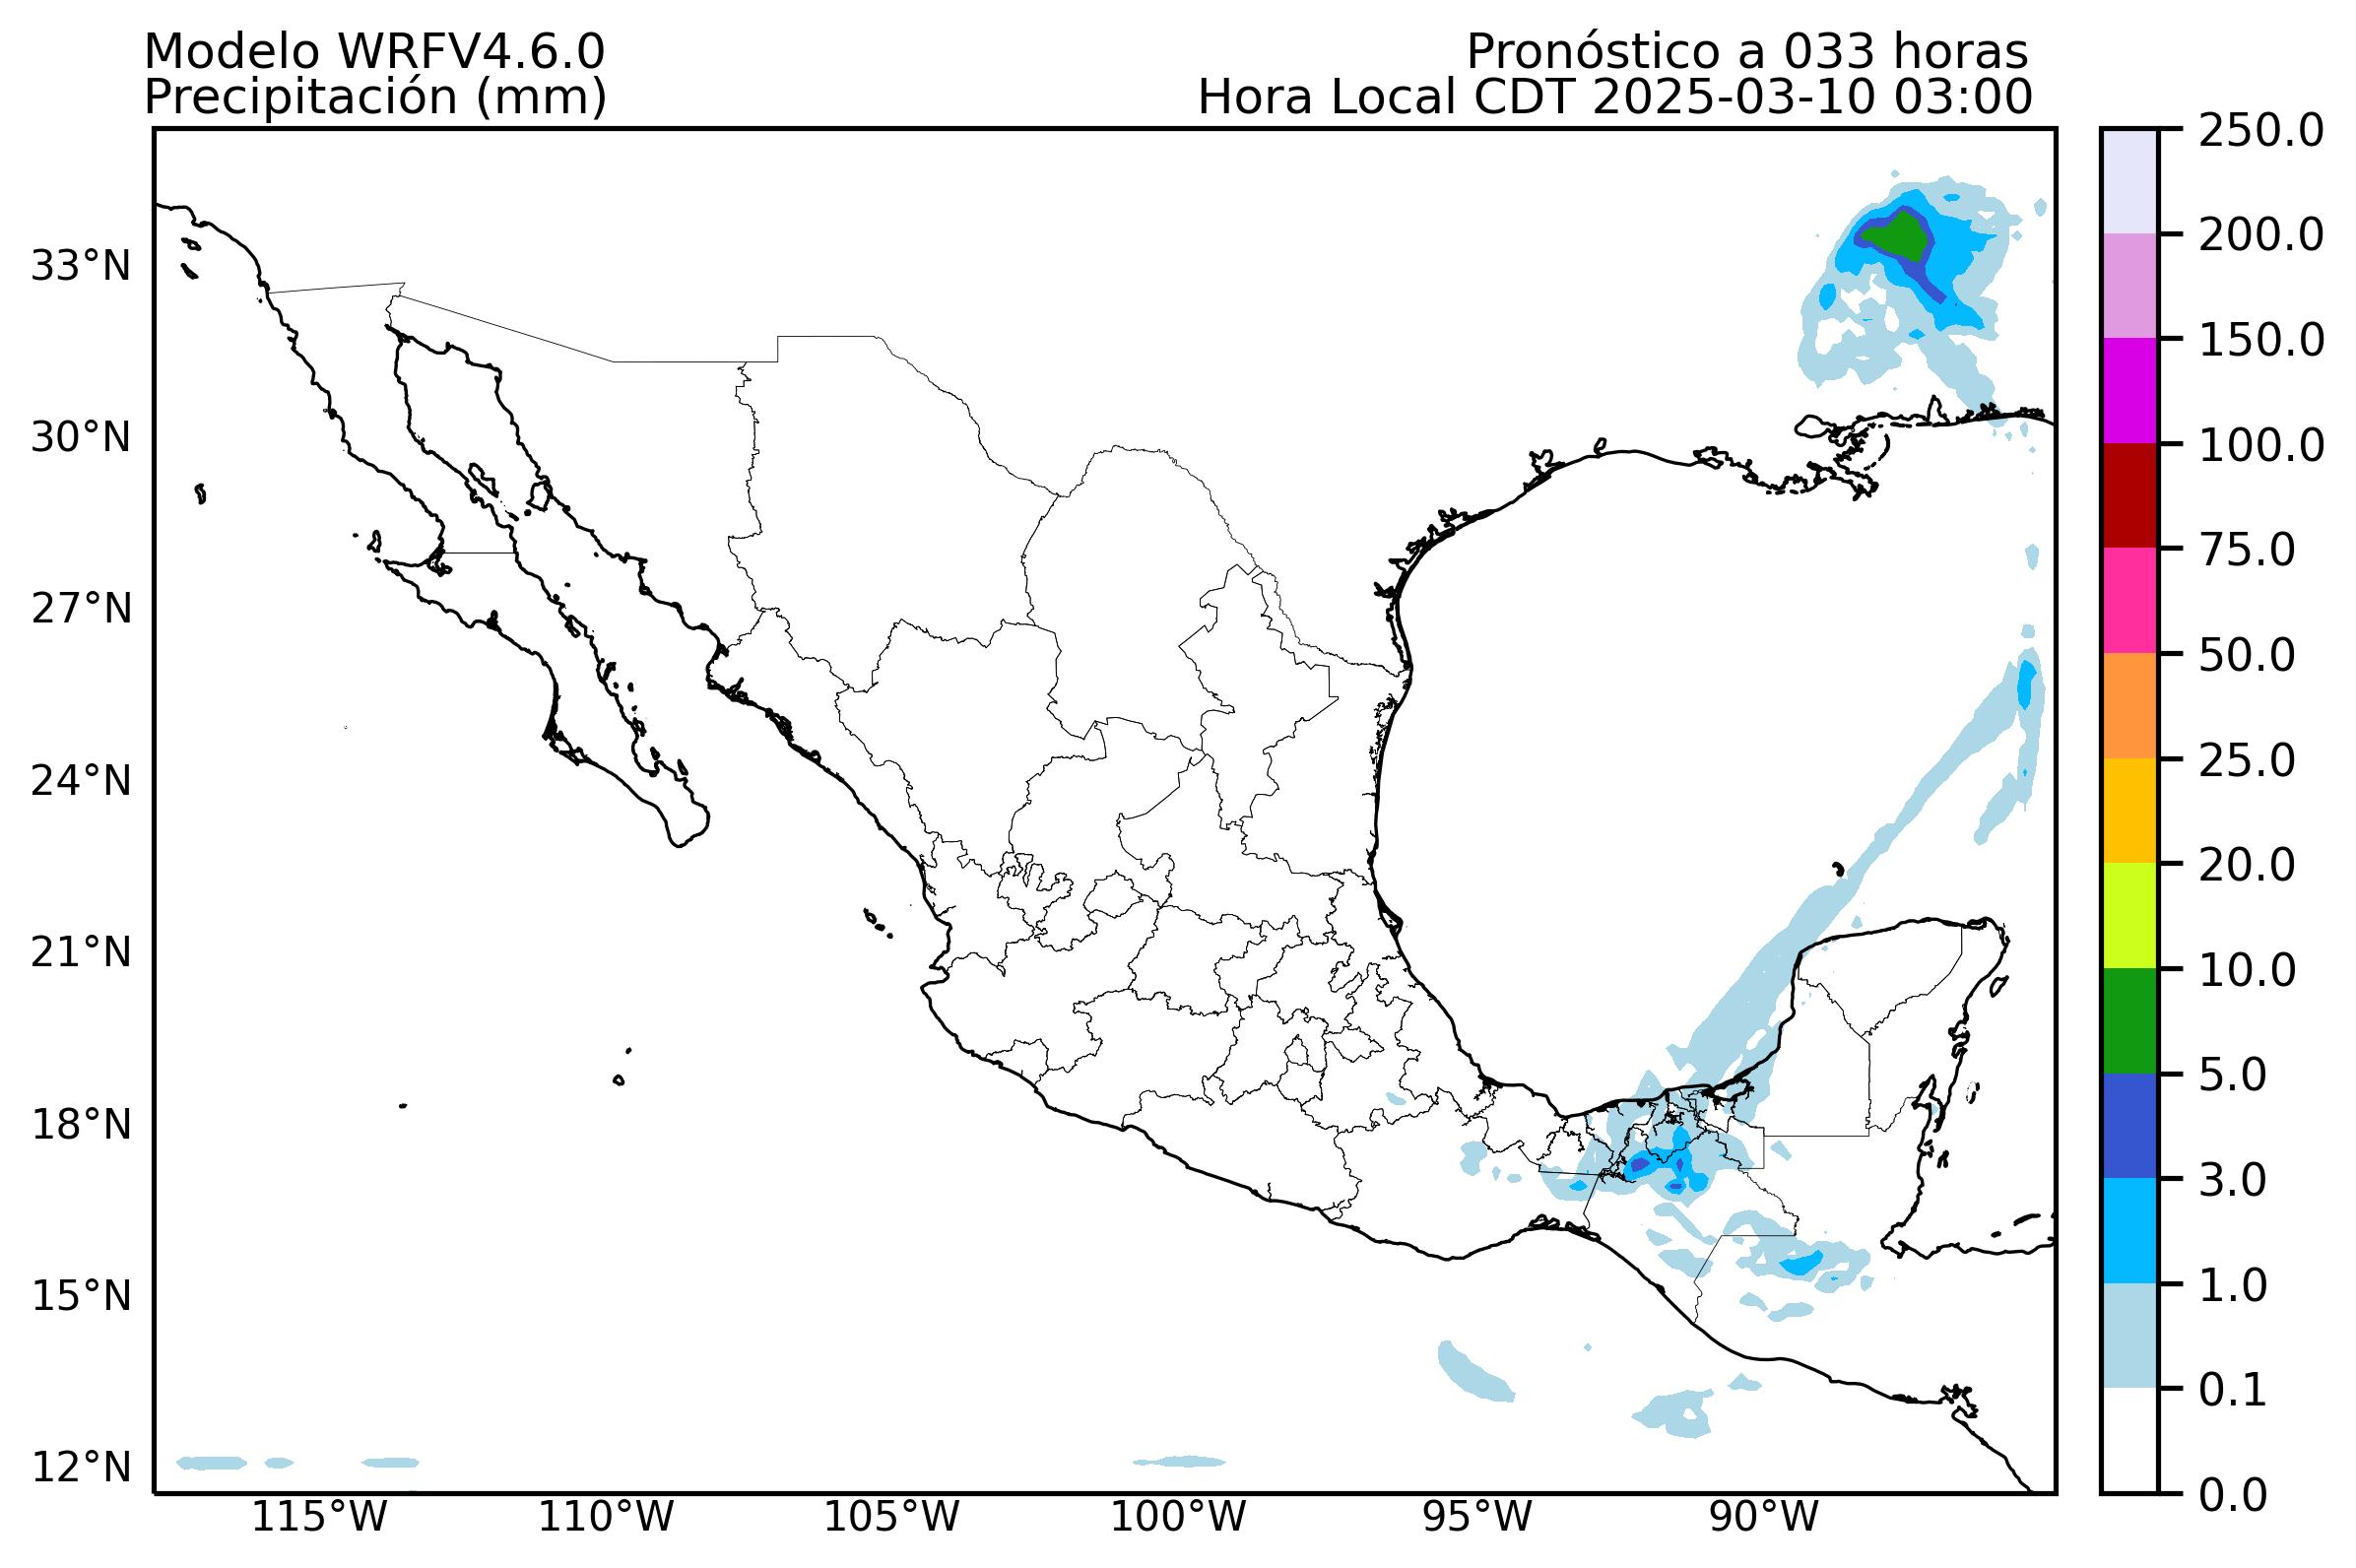 Modelo WRFV4.6.0
Pronóstico a 033 horas
Precipitación (mm)
Hora Local CDT 2025-03-10 03:00
33°N
30°N
27°N
24°N
21°N
18°N
15°N
12°N
115°W
110°W
105°W
100°W
95°W
90°W
250.0
200.0
150.0
100.0
75.0
50.0
25.0
20.0
10.0
5.0
3.0
1.0
0.1
0.0